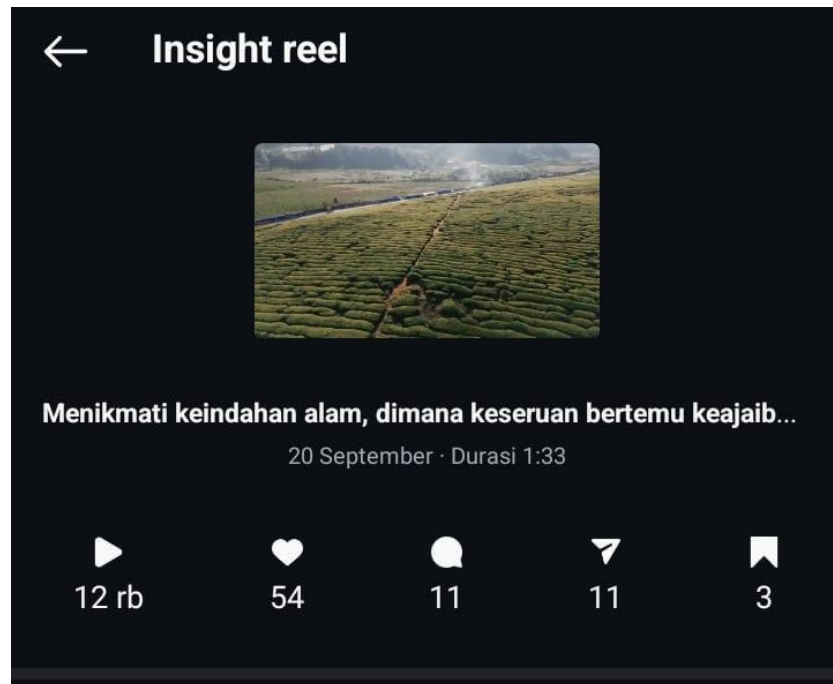 Insight reel
Menikmati keindahan alam, dimana keseruan bertemu keajaib...
20 September · Durasi 1:33
12 rb 54 11 11 3